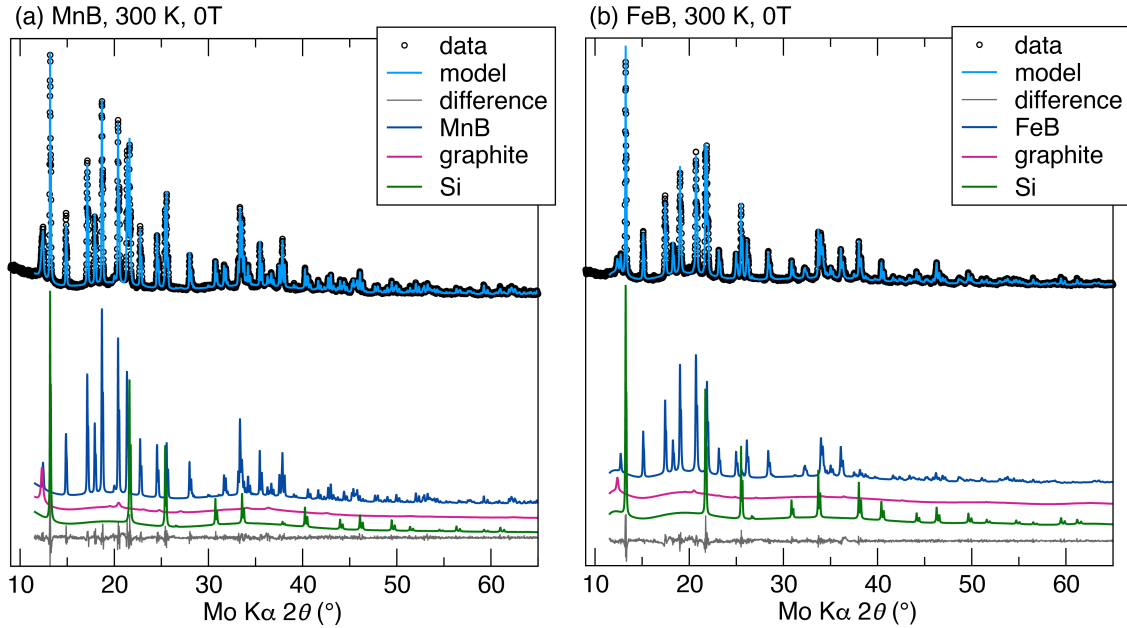 (a) MnB, 300 K, 0T
data
model
difference
MnB
graphite
Si
10 20 30 40 50 60
Mo Kα 2θ (°)
(b) FeB, 300 K, 0T
data
model
difference
FeB
graphite
Si
10 20 30 40 50 60
Mo Kα 2θ (°)